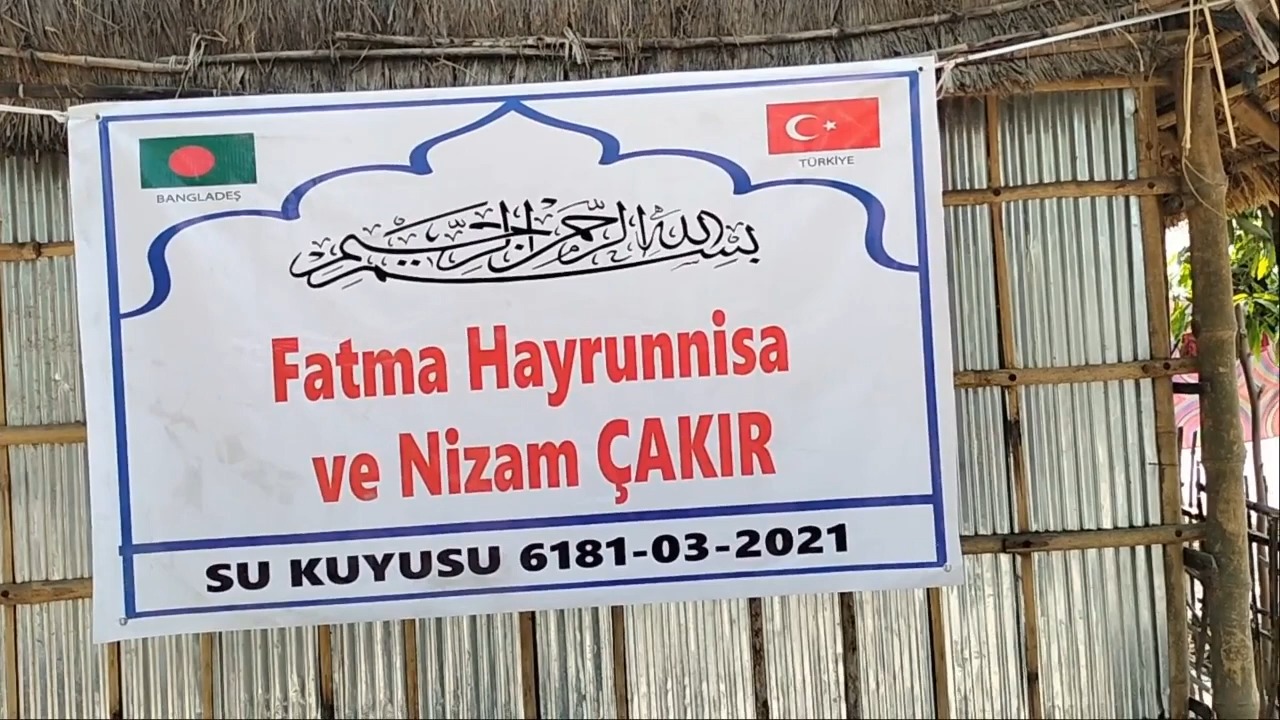 BANGLADEŞ
TÜRKİYE
بسم الله الرحمن الرحيم
Fatma Hayrunnisa
ve Nizam ÇAKIR
SU KUYUSU 6181-03-2021